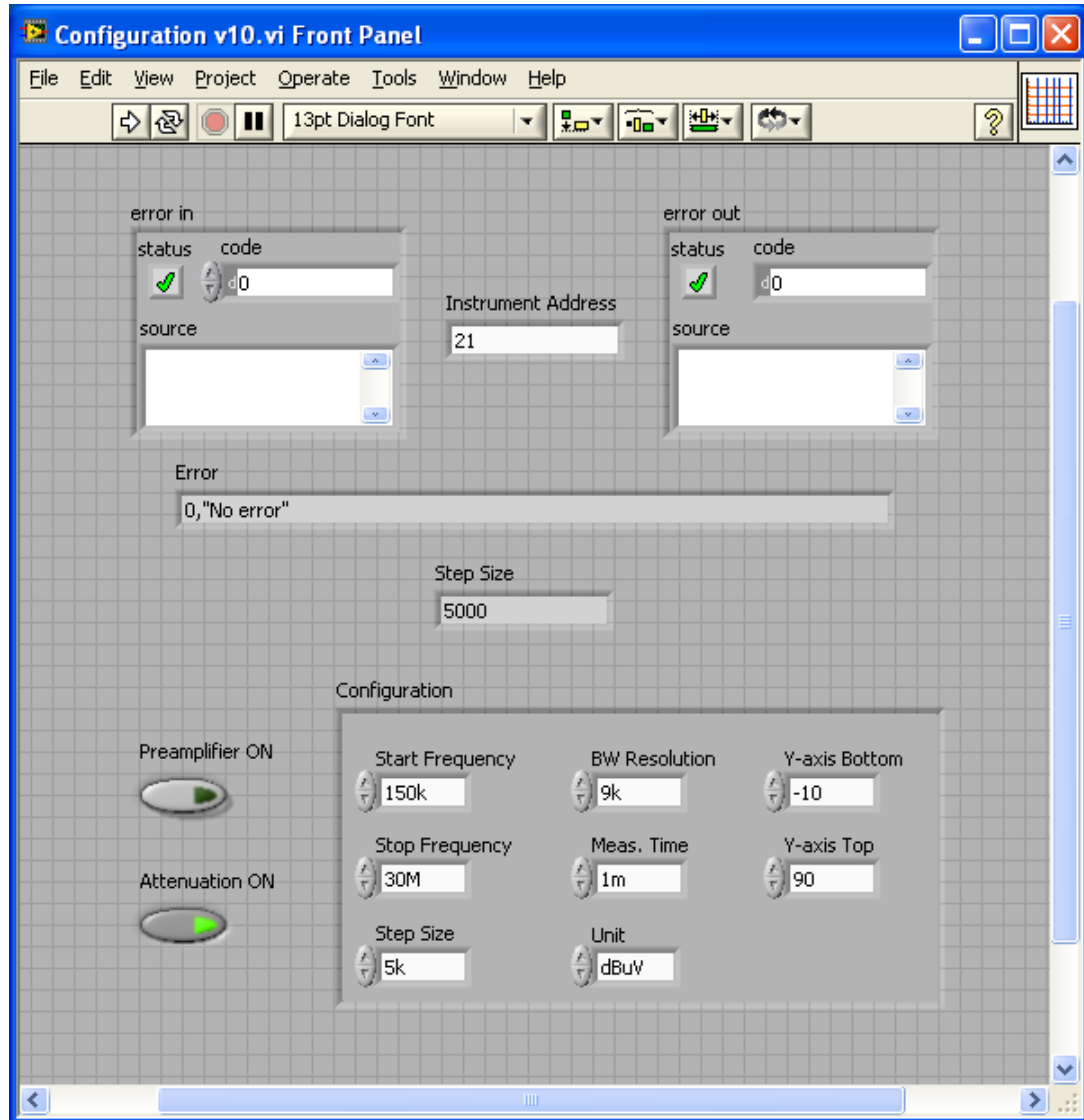 Configuration v10.vi Front Panel
File Edit View Project Operate Tools Window Help
13pt Dialog Font
?
error in
status code
d0
source
Instrument Address
21
error out
status code
d0
source
Error
0,"No error"
Step Size
5000
Configuration
Preamplifier ON
Attenuation ON
Start Frequency BW Resolution Y-axis Bottom
150k 9k -10
Stop Frequency Meas. Time Y-axis Top
30M 1m 90
Step Size Unit
5k dBuV